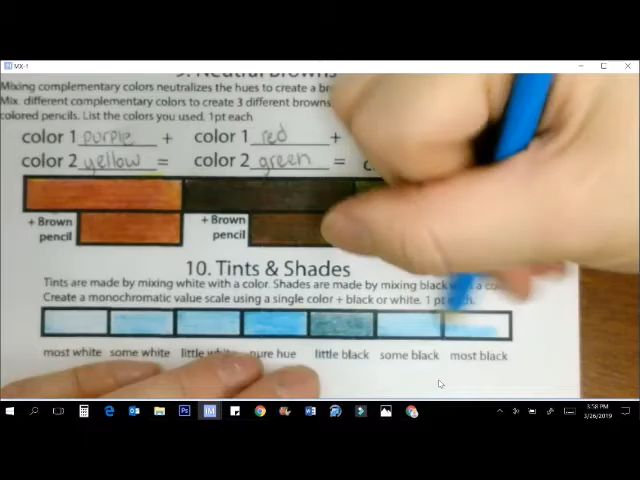 MX-1
9. Neutral Browns
Mixing complementary colors neutralizes the hues to create a
Mix different complementary colors to create 3 different browns
colored pencils. List the colors you used. 1pt each
color 1 purple + color 1 red +
color 2 yellow = color 2 green =
+ Brown pencil + Brown pencil
10. Tints & Shades
Tints are made by mixing white with a color. Shades are made by mixing black
Create a monochromatic value scale using a single color + black or white. 1 pt each.
most white some white little white pure hue little black some black most black
3:58 PM
3/26/2019